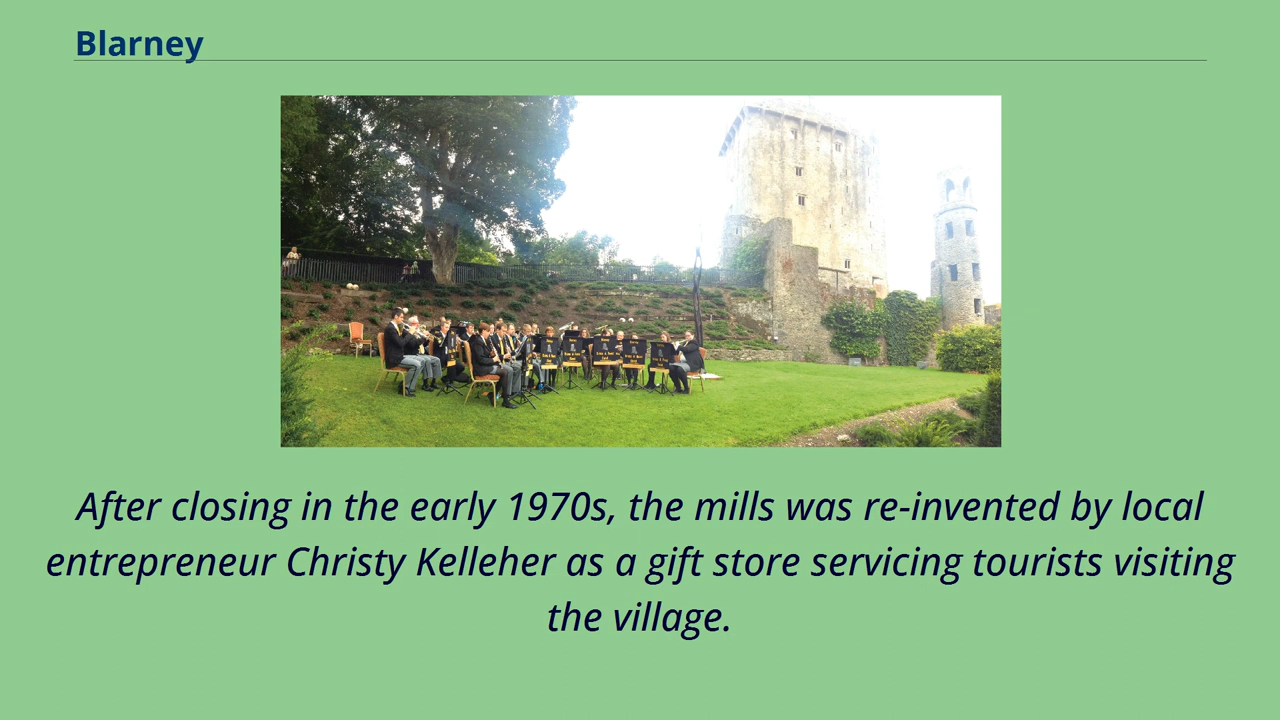 Blarney
After closing in the early 1970s, the mills was re-invented by local
entrepreneur Christy Kelleher as a gift store servicing tourists visiting
the village.